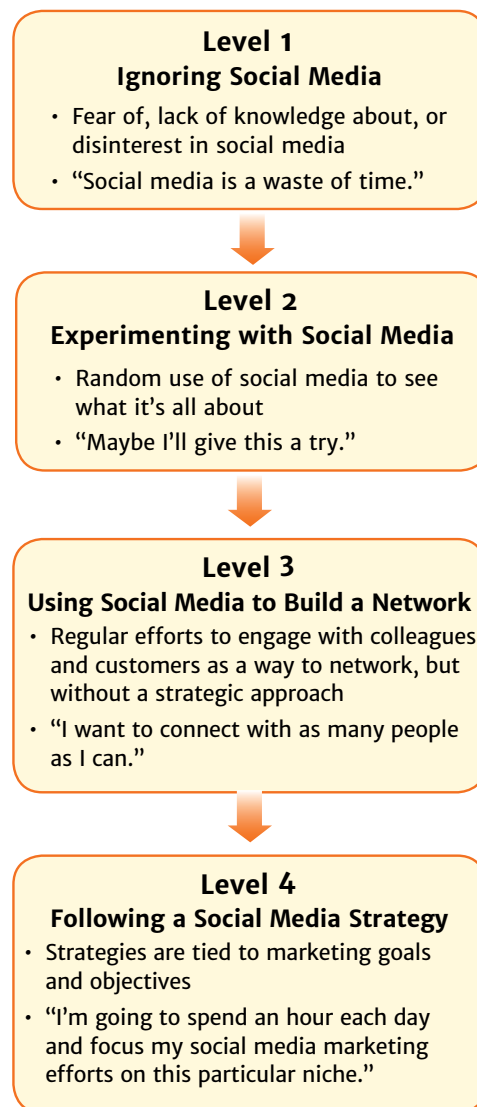 Level 1
Ignoring Social Media
• Fear of, lack of knowledge about, or
disinterest in social media
• “Social media is a waste of time.”
Level 2
Experimenting with Social Media
• Random use of social media to see
what it’s all about
• “Maybe I’ll give this a try.”
Level 3
Using Social Media to Build a Network
• Regular efforts to engage with colleagues
and customers as a way to network, but
without a strategic approach
• “I want to connect with as many people
as I can.”
Level 4
Following a Social Media Strategy
• Strategies are tied to marketing goals
and objectives
• “I’m going to spend an hour each day
and focus my social media marketing
efforts on this particular niche.”